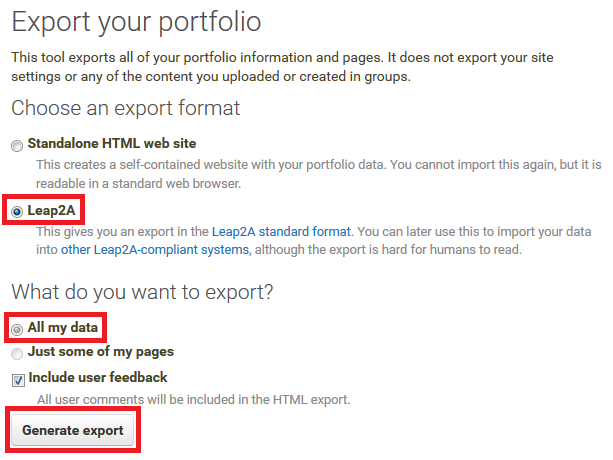 Export your portfolio
This tool exports all of your portfolio information and pages. It does not export your site
settings or any of the content you uploaded or created in groups.
Choose an export format
Standalone HTML web site
This creates a self-contained website with your portfolio data. You cannot import this again, but it is
readable in a standard web browser.
Leap2A
This gives you an export in the Leap2A standard format. You can later use this to import your data
into other Leap2A-compliant systems, although the export is hard for humans to read.
What do you want to export?
All my data
Just some of my pages
Include user feedback
All user comments will be included in the HTML export.
Generate export